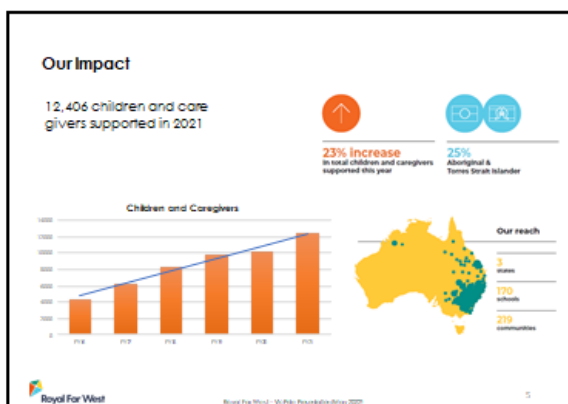 Our Impact
12,406 children and care
givers supported in 2021
23% increase
In total children and caregivers
supported this year
25%
Aboriginal &
Torres Strait Islander
Children and Caregivers
14000
12000
10000
8000
6000
4000
2000
0
Our reach
3
states
170
schools
219
communities
Royal Far West
5